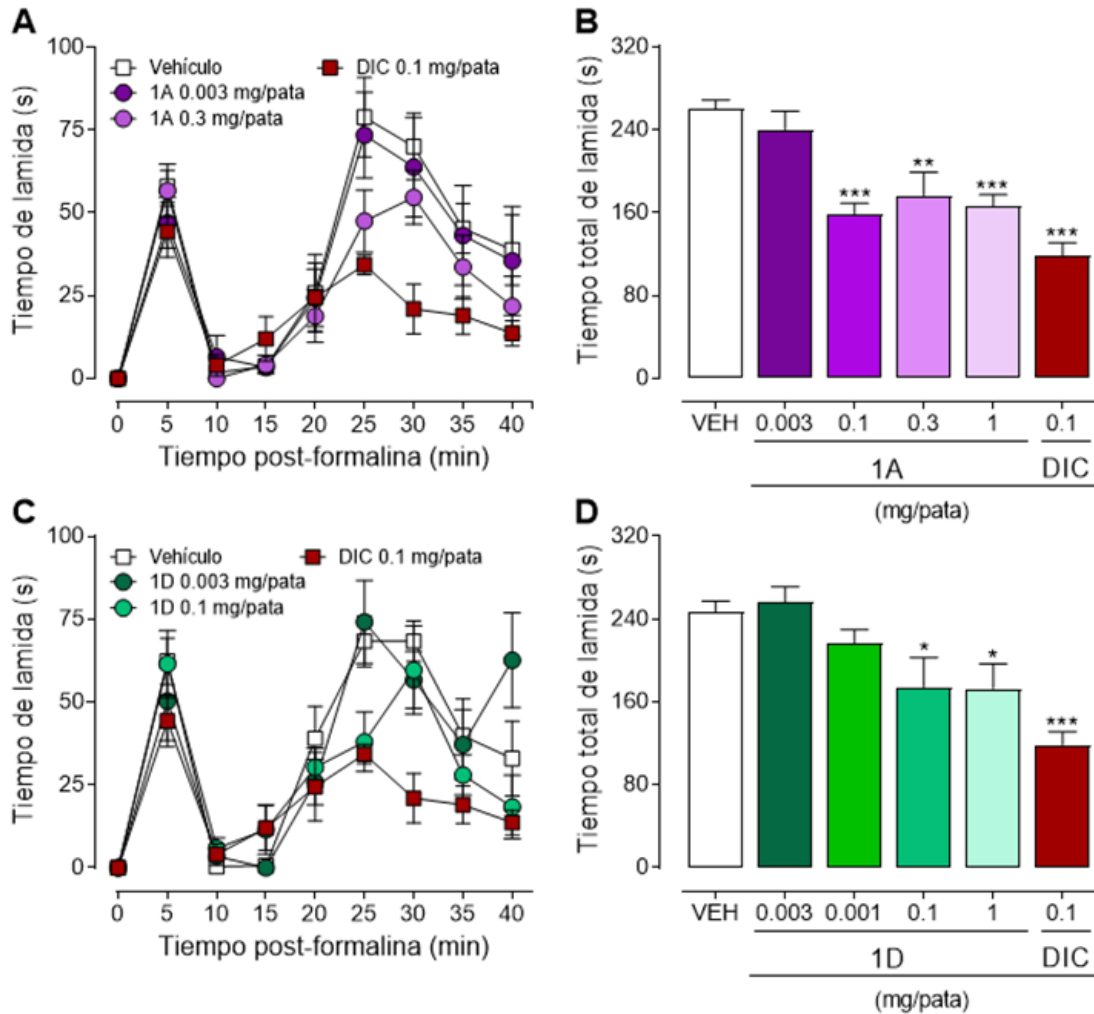 A
Tiempo de lamida (s)
100
75
50
25
0
Vehículo
DIC 0.1 mg/pata
1A 0.003 mg/pata
1A 0.3 mg/pata
0 5 10 15 20 25 30 35 40
Tiempo post-formalina (min)
B
Tiempo total de lamida (s)
320
240
160
80
0
***
**
***
***
VEH 0.003 0.1 0.3 1 0.1
1A DIC
(mg/pata)
C
Tiempo de lamida (s)
100
75
50
25
0
Vehículo
DIC 0.1 mg/pata
1D 0.003 mg/pata
1D 0.1 mg/pata
0 5 10 15 20 25 30 35 40
Tiempo post-formalina (min)
D
Tiempo total de lamida (s)
320
240
160
80
0
*
*
***
VEH 0.003 0.001 0.1 1 0.1
1D DIC
(mg/pata)